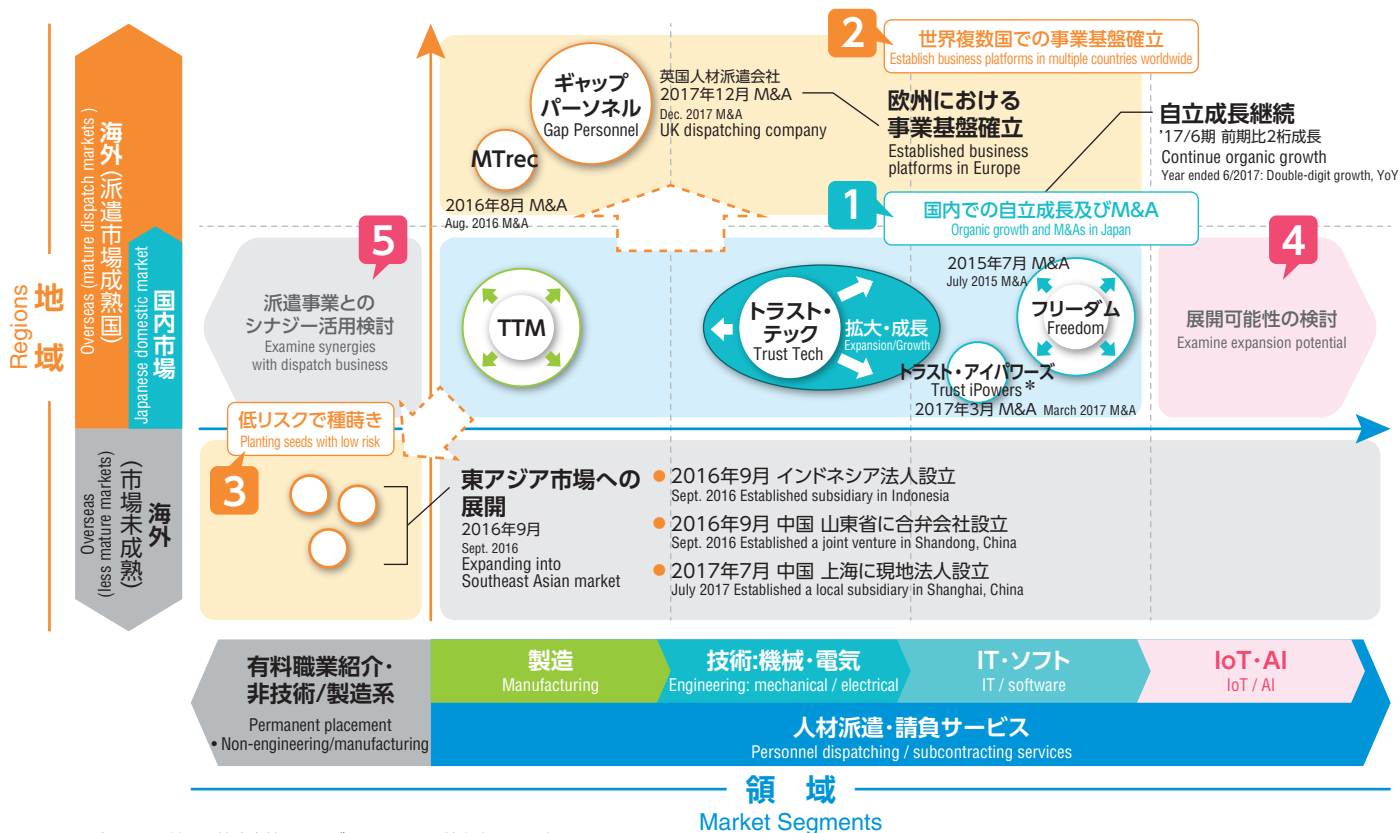 2
世界複数国での事業基盤確立
Establish business platforms in multiple countries worldwide
ギャップ
パーソネル
Gap Personnel
英国人材派遣会社
2017年12月 M&A
Dec. 2017 M&A
UK dispatching company
欧州における
事業基盤確立
Established business
platforms in Europe
自立成長継続
'17/6期 前期比2桁成長
Continue organic growth
Year ended 6/2017: Double-digit growth, YoY
MTrec
2016年8月 M&A
Aug. 2016 M&A
1
国内での自立成長及びM&A
Organic growth and M&As in Japan
Regions
地域
海外(派遣市場成熟国)
Overseas (mature dispatch markets)
国内市場
Japanese domestic market
海外
(市場未成熟)
Overseas
(less mature markets)
5
派遣事業との
シナジー活用検討
Examine synergies
with dispatch business
TTM
トラスト・
テック
Trust Tech
拡大・成長
Expansion/Growth
2015年7月 M&A
July 2015 M&A
フリーダム
Freedom
トラスト・アイパワーズ
Trust iPowers*
2017年3月 M&A March 2017 M&A
4
展開可能性の検討
Examine expansion potential
低リスクで種蒔き
Planting seeds with low risk
3
東アジア市場への
展開
2016年9月
Sept. 2016
Expanding into
Southeast Asian market
● 2016年9月 インドネシア法人設立
Sept. 2016 Established subsidiary in Indonesia
● 2016年9月 中国 山東省に合弁会社設立
Sept. 2016 Established a joint venture in Shandong, China
● 2017年7月 中国 上海に現地法人設立
July 2017 Established a local subsidiary in Shanghai, China
有料職業紹介・
非技術/製造系
Permanent placement
• Non-engineering/manufacturing
製造
Manufacturing
技術:機械・電気
Engineering: mechanical / electrical
IT・ソフト
IT / software
IoT・AI
IoT / AI
人材派遣・請負サービス
Personnel dispatching / subcontracting services
領域
Market Segments